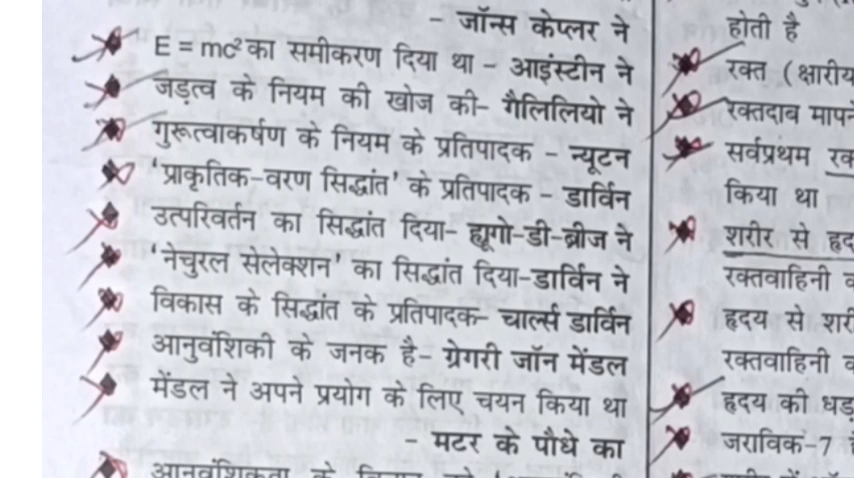 - जॉन्स केप्लर ने
E = mc² का समीकरण दिया था - आइंस्टीन ने
जड़त्व के नियम की खोज की- गैलिलियो ने
गुरूत्वाकर्षण के नियम के प्रतिपादक - न्यूटन
'प्राकृतिक-वरण सिद्धांत' के प्रतिपादक - डार्विन
उत्परिवर्तन का सिद्धांत दिया- ह्यूगो-डी-ब्रीज ने
'नेचुरल सेलेक्शन' का सिद्धांत दिया-डार्विन ने
विकास के सिद्धांत के प्रतिपादक- चार्ल्स डार्विन
आनुवंशिकी के जनक है- ग्रेगरी जॉन मेंडल
मेंडल ने अपने प्रयोग के लिए चयन किया था
- मटर के पौधे का
होती है
रक्त (क्षारीय
रक्तदाब मापने
सर्वप्रथम
किया था
शरीर से
रक्तवाहिनी
हृदय से
रक्तवाहिनी
हृदय की
जराविक-7